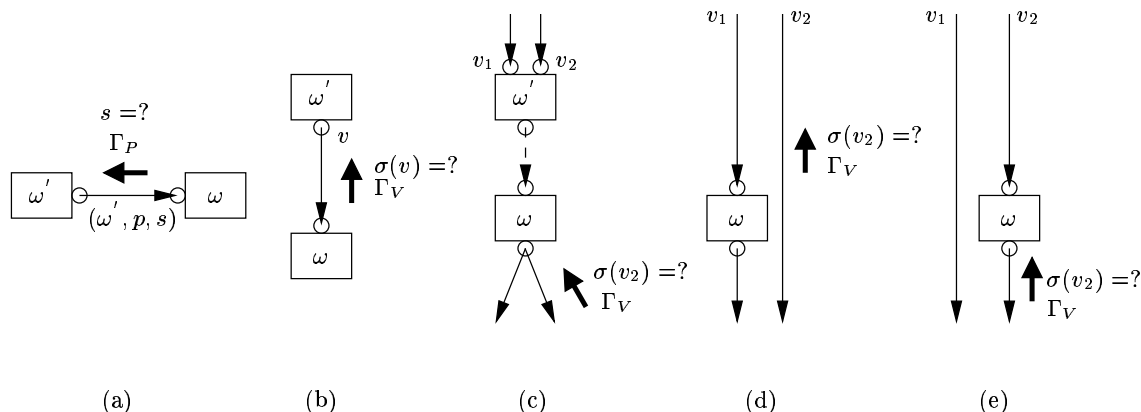 s =?
Γ_P
ω'
ω
(ω', p, s)
(a)
ω'
v
σ(v) =?
Γ_V
ω
(b)
v_1
v_2
ω'
ω
σ(v_2) =?
Γ_V
(c)
v_1
v_2
σ(v_2) =?
Γ_V
ω
(d)
v_1
v_2
ω
σ(v_2) =?
Γ_V
(e)